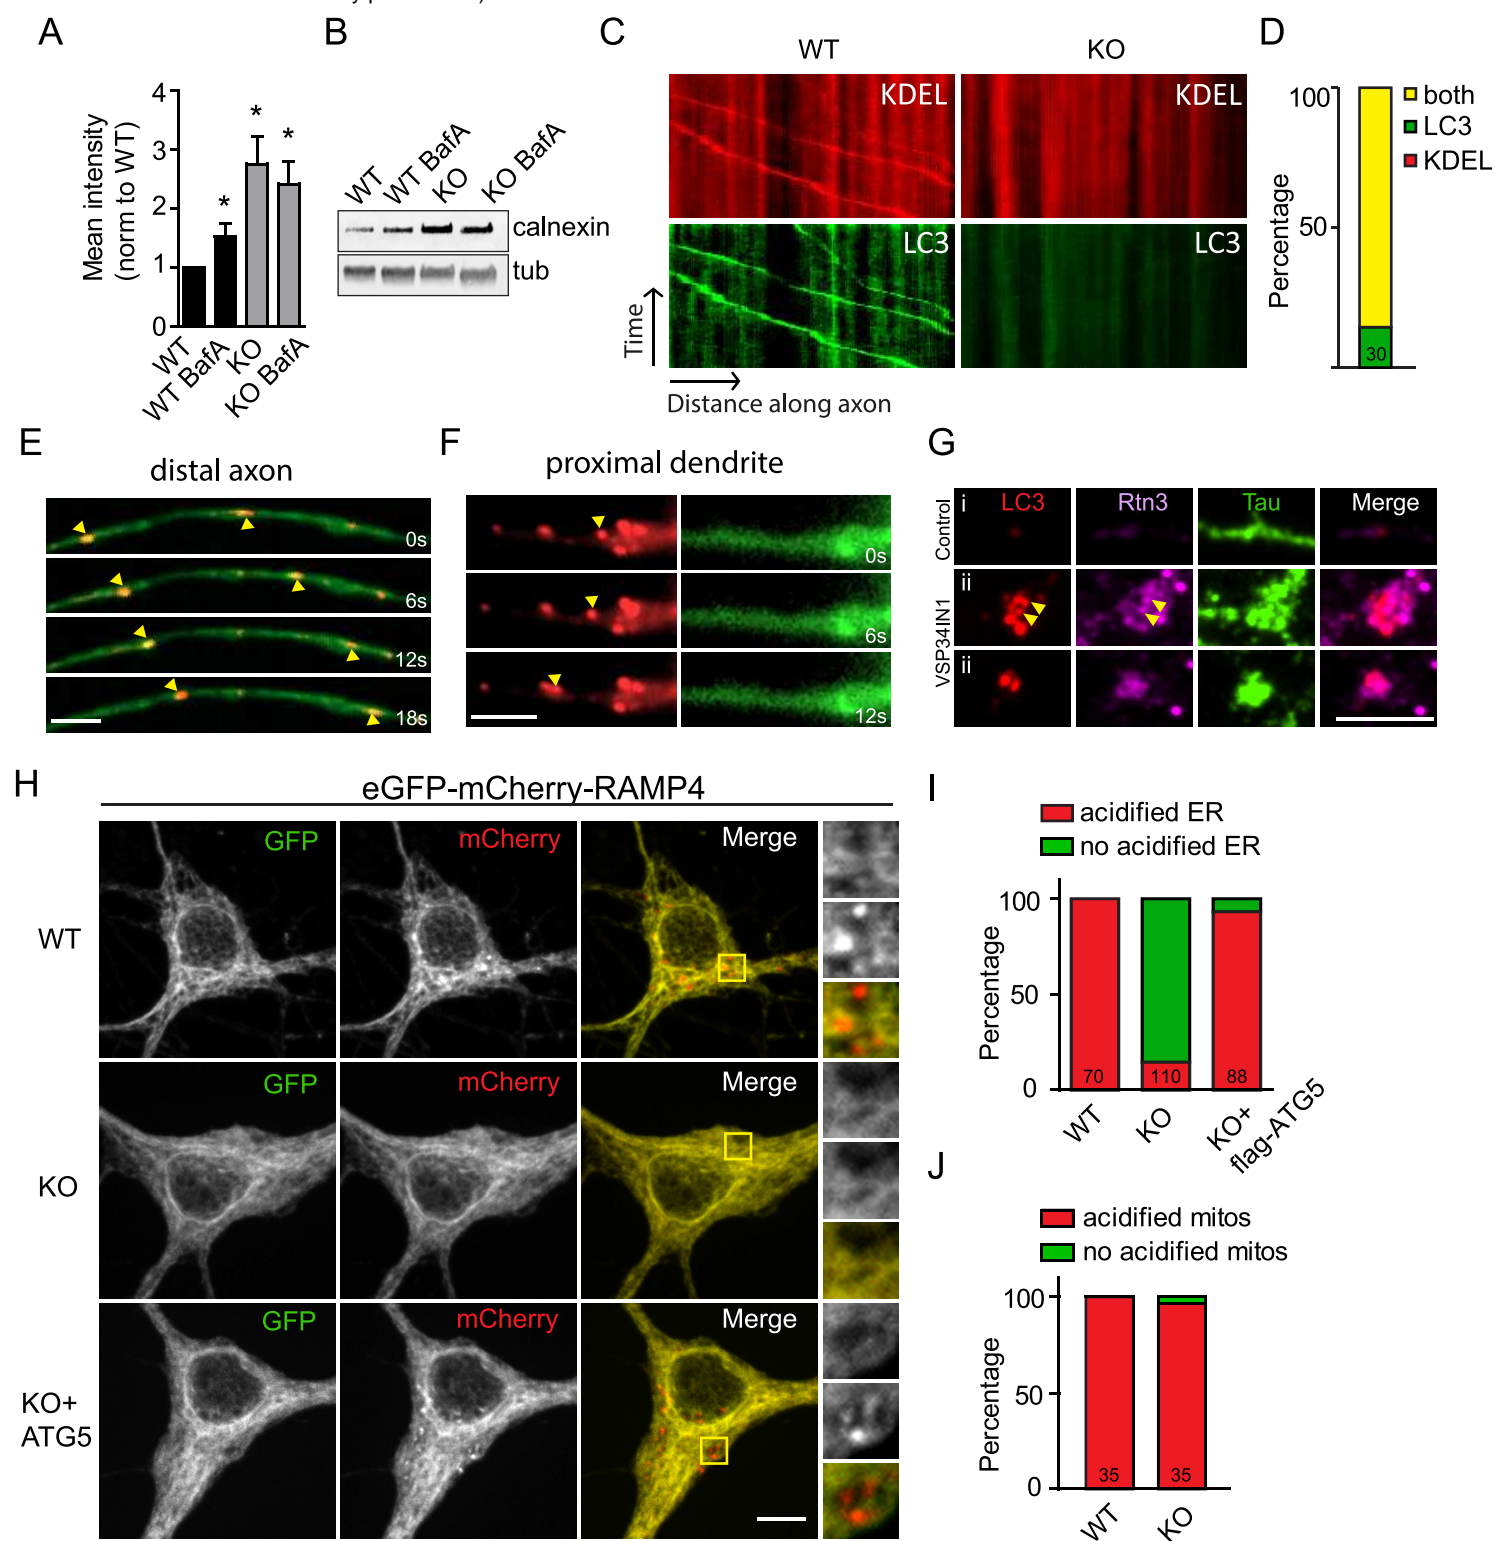 A
B
C
D
WT
KO
Mean intensity
(norm to WT)
4
3
2
1
0
*
*
*
WT
WT BafA
KO
KO BafA
WT
WT BafA
KO
KO BafA
calnexin
tub
KDEL
KDEL
LC3
LC3
Time
Distance along axon
Percentage
100
50
30
both
LC3
KDEL
E
distal axon
0s
6s
12s
18s
F
proximal dendrite
0s
6s
12s
G
Control
VSP34IN1
i
ii
ii
LC3
Rtn3
Tau
Merge
H
eGFP-mCherry-RAMP4
WT
GFP
mCherry
Merge
KO
GFP
mCherry
Merge
KO+
ATG5
GFP
mCherry
Merge
I
acidified ER
no acidified ER
Percentage
100
50
0
70
110
88
WT
KO
KO+
flag-ATG5
J
acidified mitos
no acidified mitos
Percentage
100
50
0
35
35
WT
KO